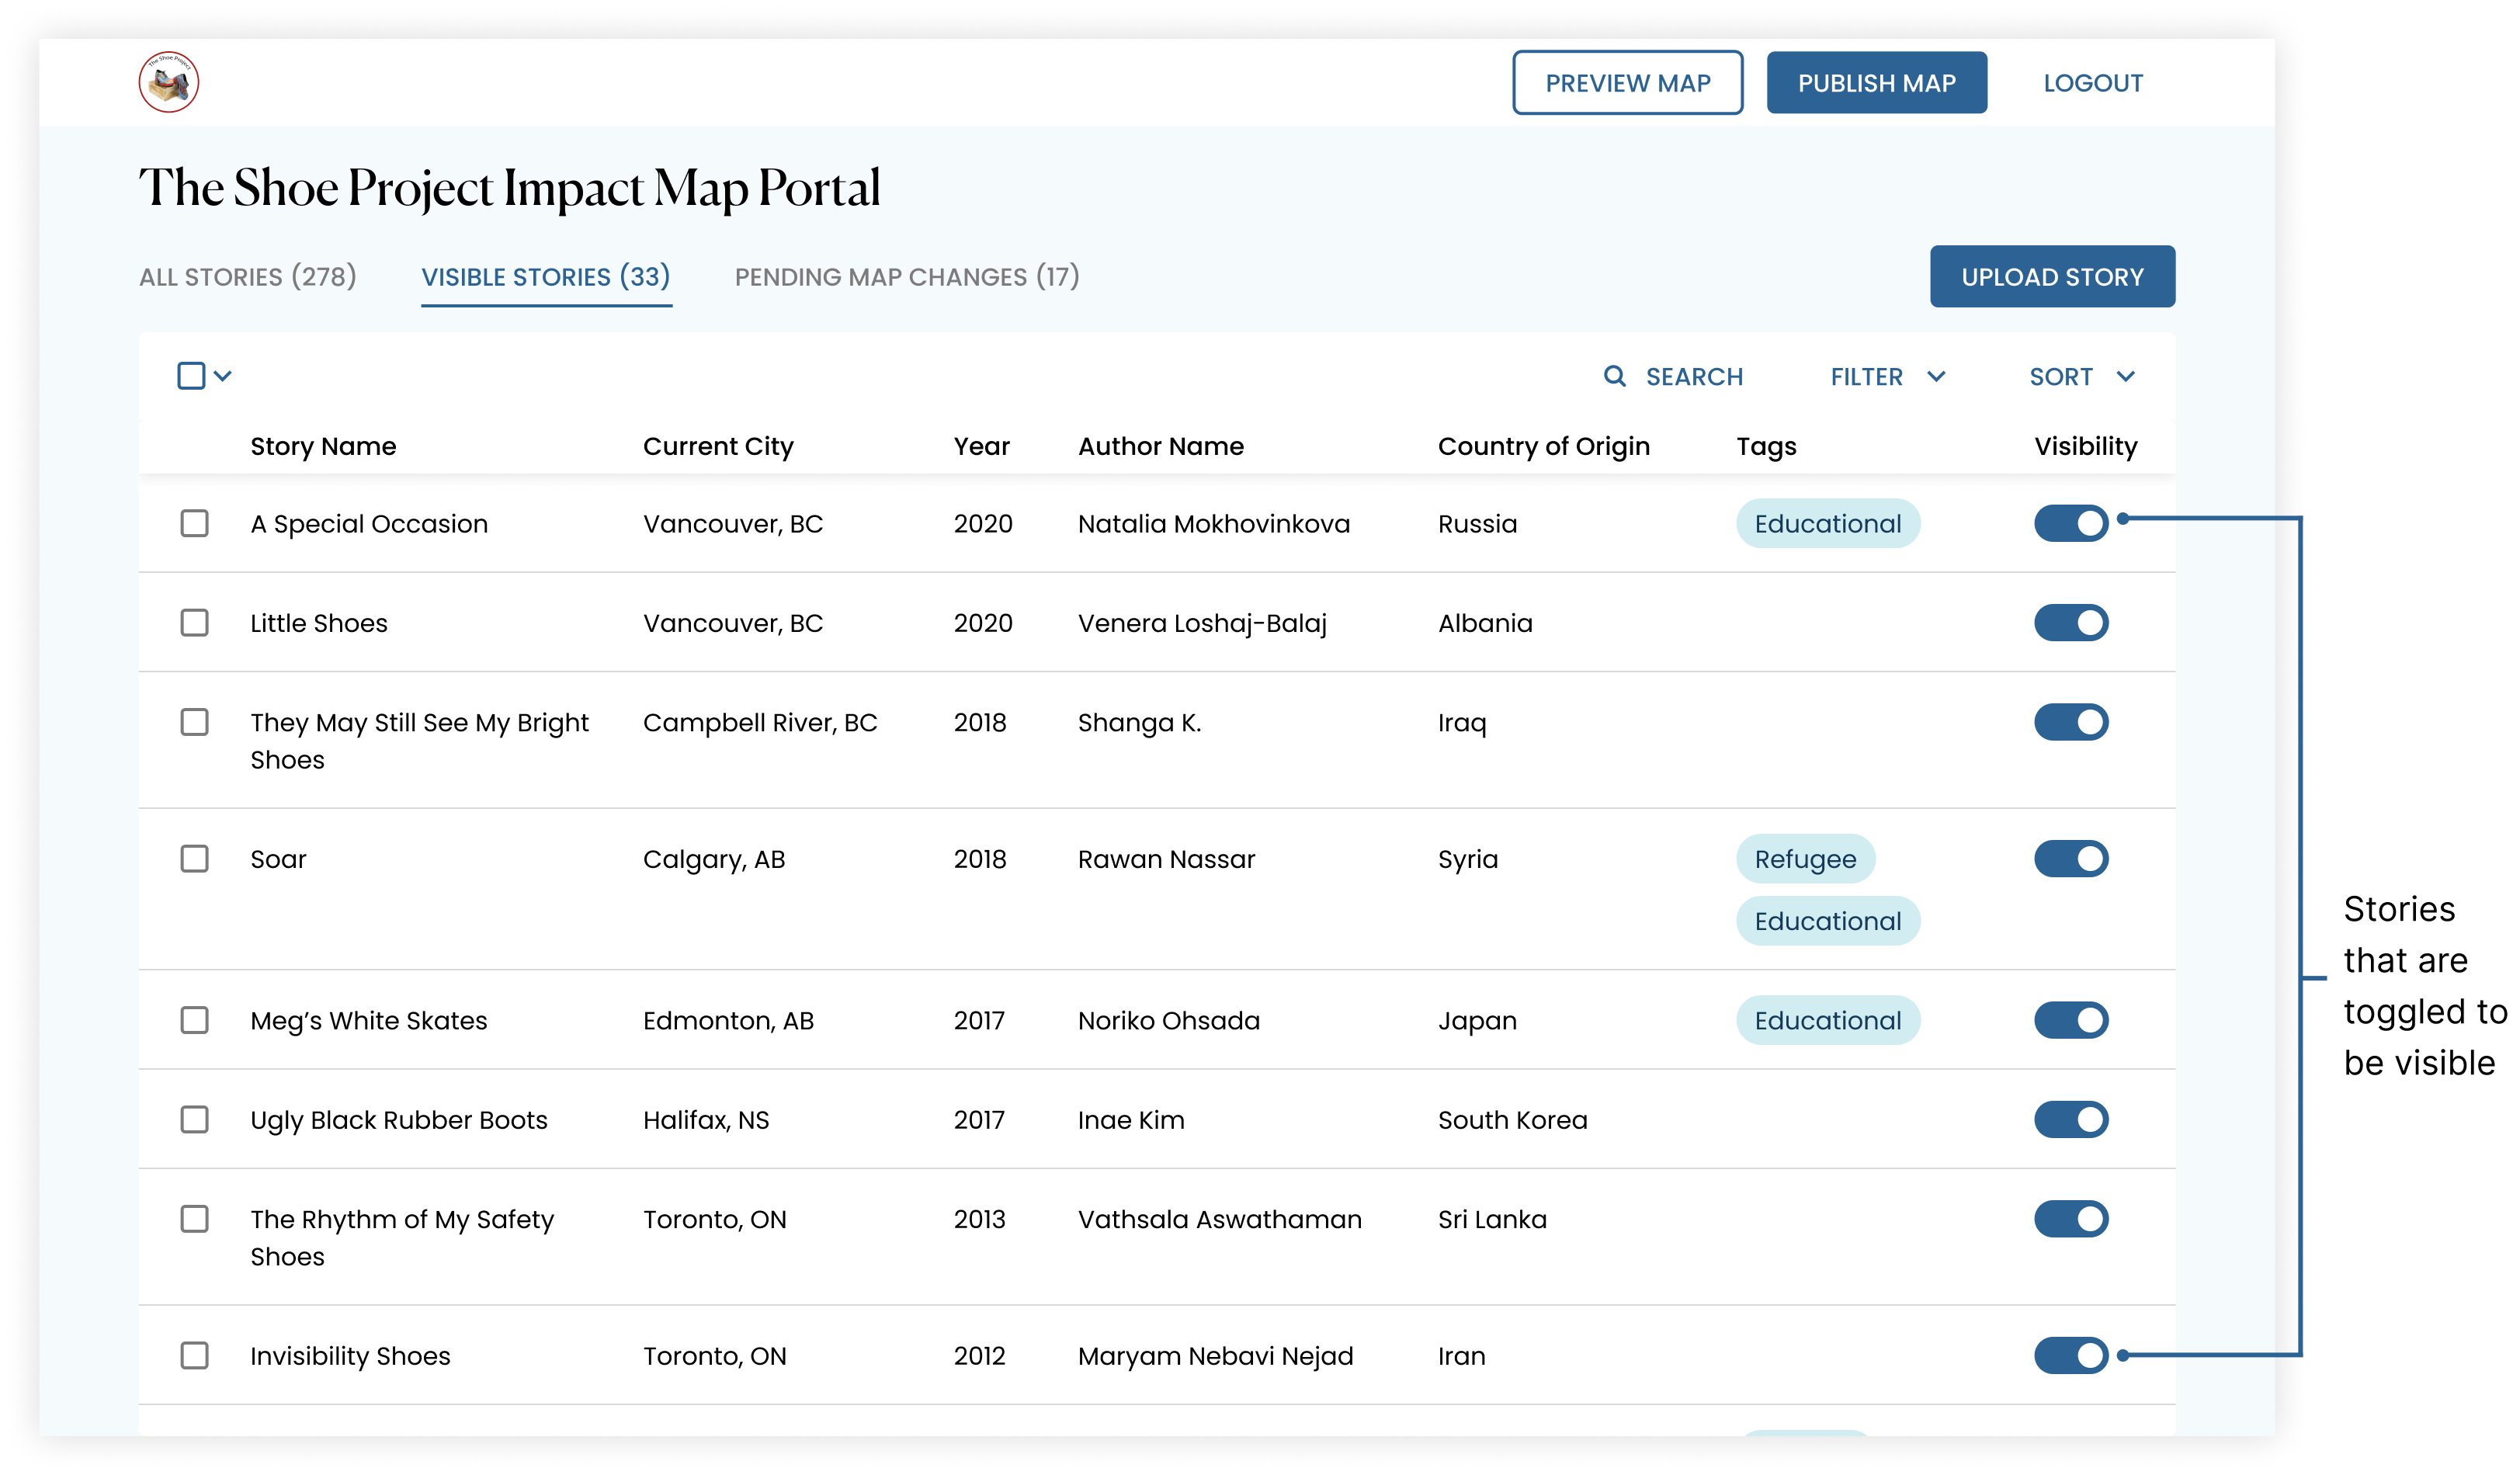 The Shoe Project
PREVIEW MAP
PUBLISH MAP
LOGOUT
The Shoe Project Impact Map Portal
ALL STORIES (278)
VISIBLE STORIES (33)
PENDING MAP CHANGES (17)
UPLOAD STORY
SEARCH
FILTER
SORT
Story Name Current City Year Author Name Country of Origin Tags Visibility
A Special Occasion Vancouver, BC 2020 Natalia Mokhovinkova Russia Educational
Little Shoes Vancouver, BC 2020 Venera Loshaj-Balaj Albania
They May Still See My Bright Campbell River, BC 2018 Shanga K. Iraq
Shoes
Soar Calgary, AB 2018 Rawan Nassar Syria Refugee
Educational
Meg’s White Skates Edmonton, AB 2017 Noriko Ohsada Japan Educational
Ugly Black Rubber Boots Halifax, NS 2017 Inae Kim South Korea
The Rhythm of My Safety Toronto, ON 2013 Vathsala Aswathaman Sri Lanka
Shoes
Invisibility Shoes Toronto, ON 2012 Maryam Nebavi Nejad Iran
Stories
that are
toggled to
be visible